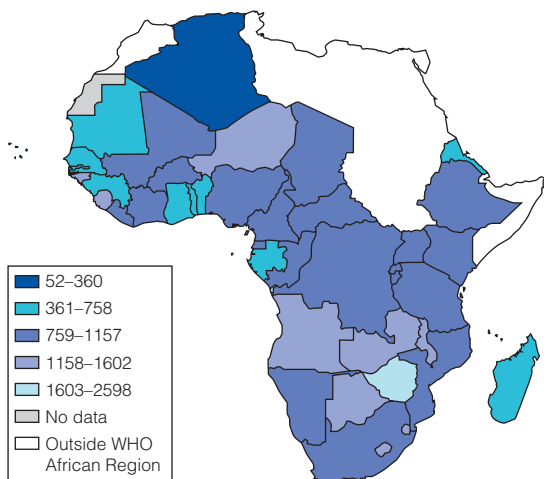 52–360
361–758
759–1157
1158–1602
1603–2598
No data
Outside WHO
African Region